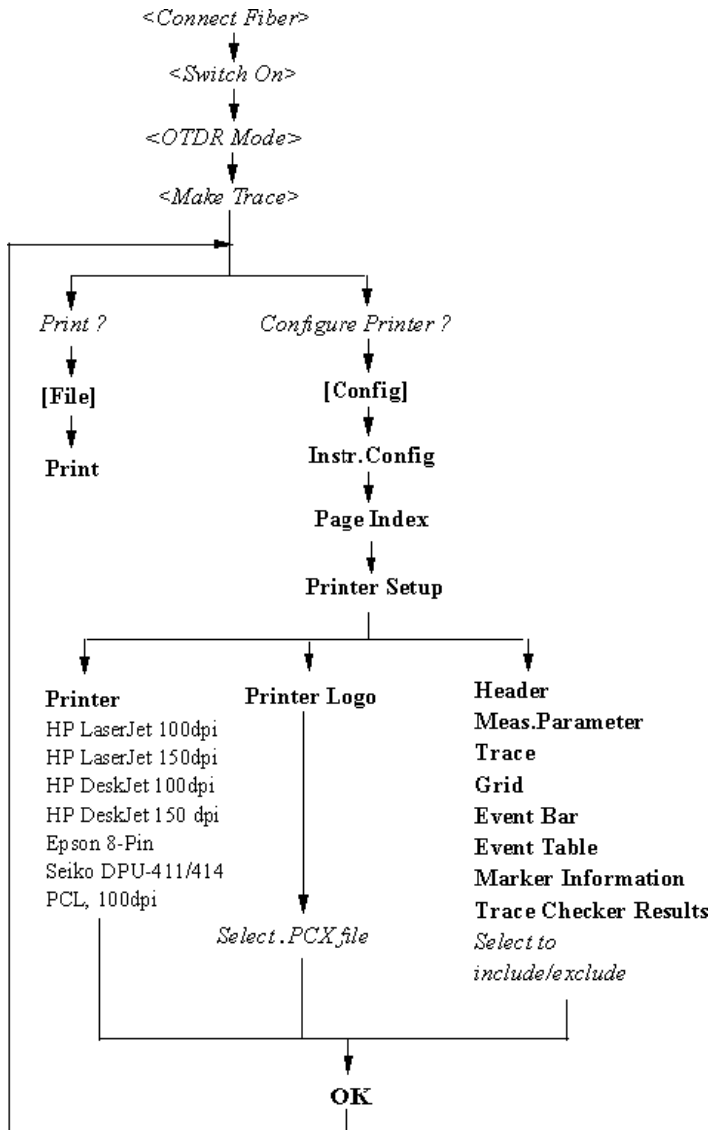 <Connect Fiber>
<Switch On>
<OTDR Mode>
<Make Trace>
Print ?
Configure Printer ?
[File]
[Config]
Print
Instr.Config
Page Index
Printer Setup
Printer
HP LaserJet 100dpi
HP LaserJet 150dpi
HP DeskJet 100dpi
HP DeskJet 150 dpi
Epson 8-Pin
Seiko DPU-411/414
PCL, 100dpi
Printer Logo
Select .PCX file
Header
Meas.Parameter
Trace
Grid
Event Bar
Event Table
Marker Information
Trace Checker Results
Select to
include/exclude
OK